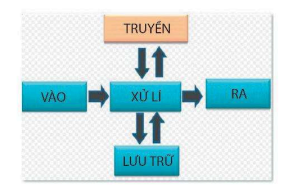 TRUYỀN
VÀO
XỬ LÍ
RA
LƯU TRỮ